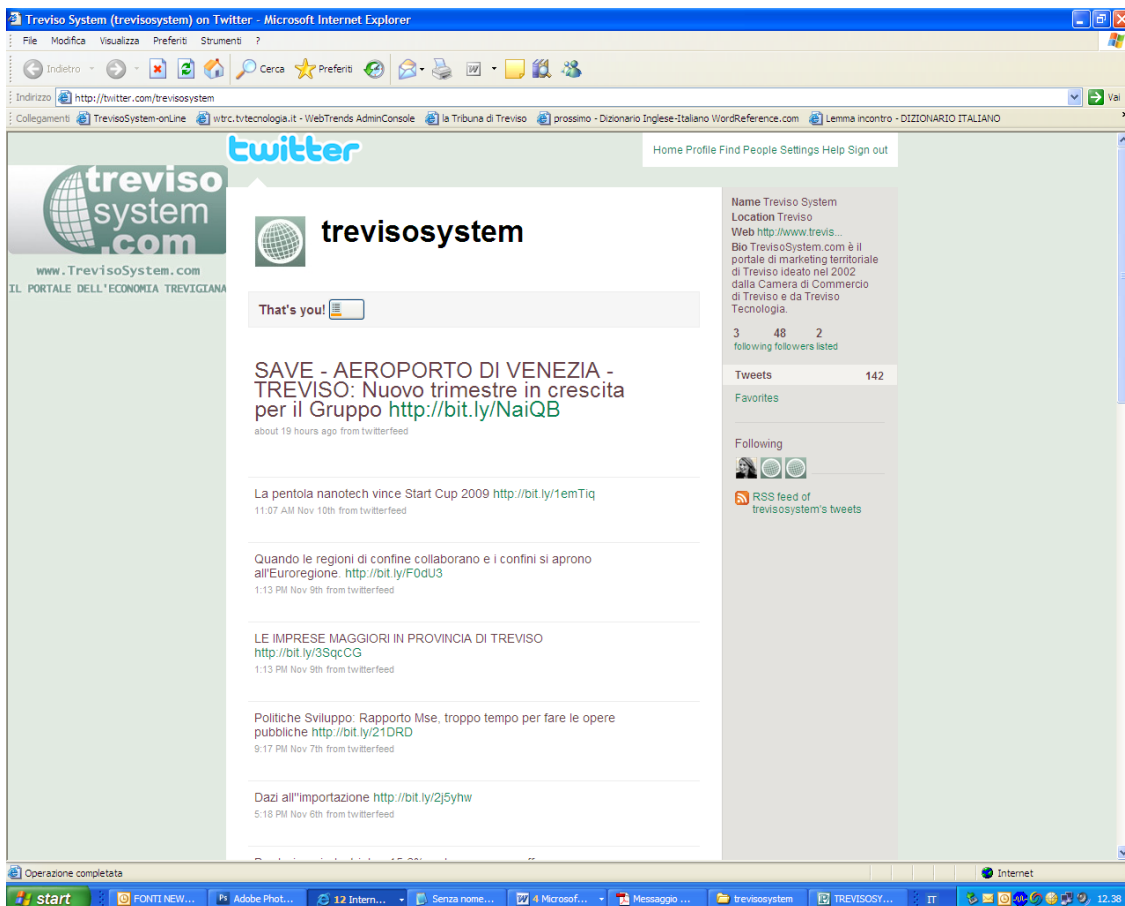 Treviso System (trevisosystem) on Twitter - Microsoft Internet Explorer
File Modifica Visualizza Preferiti Strumenti ?
Indietro Cerca Preferiti
Indirizzo http://twitter.com/trevisosystem Vai
Collegamenti TrevisoSystem-onLine wtrc.tvtecnologia.it - WebTrends AdminConsole la Tribuna di Treviso prossimo - Dizionario Inglese-Italiano WordReference.com Lemma incontro - DIZIONARIO ITALIANO
twitter
Home Profile Find People Settings Help Sign out
treviso
system
.com
www.TrevisoSystem.com
IL PORTALE DELL'ECONOMIA TREVIGIANA
trevisosystem
That's you!
SAVE - AEROPORTO DI VENEZIA -
TREVISO: Nuovo trimestre in crescita
per il Gruppo http://bit.ly/NaiQB
about 19 hours ago from twitterfeed
La pentola nanotech vince Start Cup 2009 http://bit.ly/1emTiq
11:07 AM Nov 10th from twitterfeed
Quando le regioni di confine collaborano e i confini si aprono
all'Euroregione. http://bit.ly/F0dU3
1:13 PM Nov 9th from twitterfeed
LE IMPRESE MAGGIORI IN PROVINCIA DI TREVISO
http://bit.ly/3SqcCG
1:13 PM Nov 9th from twitterfeed
Politiche Sviluppo: Rapporto Mse, troppo tempo per fare le opere
pubbliche http://bit.ly/21DRD
9:17 PM Nov 7th from twitterfeed
Dazi all''importazione http://bit.ly/2j5yhw
5:18 PM Nov 6th from twitterfeed
Name Treviso System
Location Treviso
Web http://www.trevis...
Bio TrevisoSystem.com è il
portale di marketing territoriale
di Treviso ideato nel 2002
dalla Camera di Commercio
di Treviso e da Treviso
Tecnologia.
3 48 2
following followers listed
Tweets 142
Favorites
Following
RSS feed of
trevisosystem's tweets
Operazione completata Internet
start FONTI NEW... Adobe Phot... 12 Intern... Senza nome... 4 Microsof... Messaggio ... trevisosystem TREVISOSY... IT 12.38